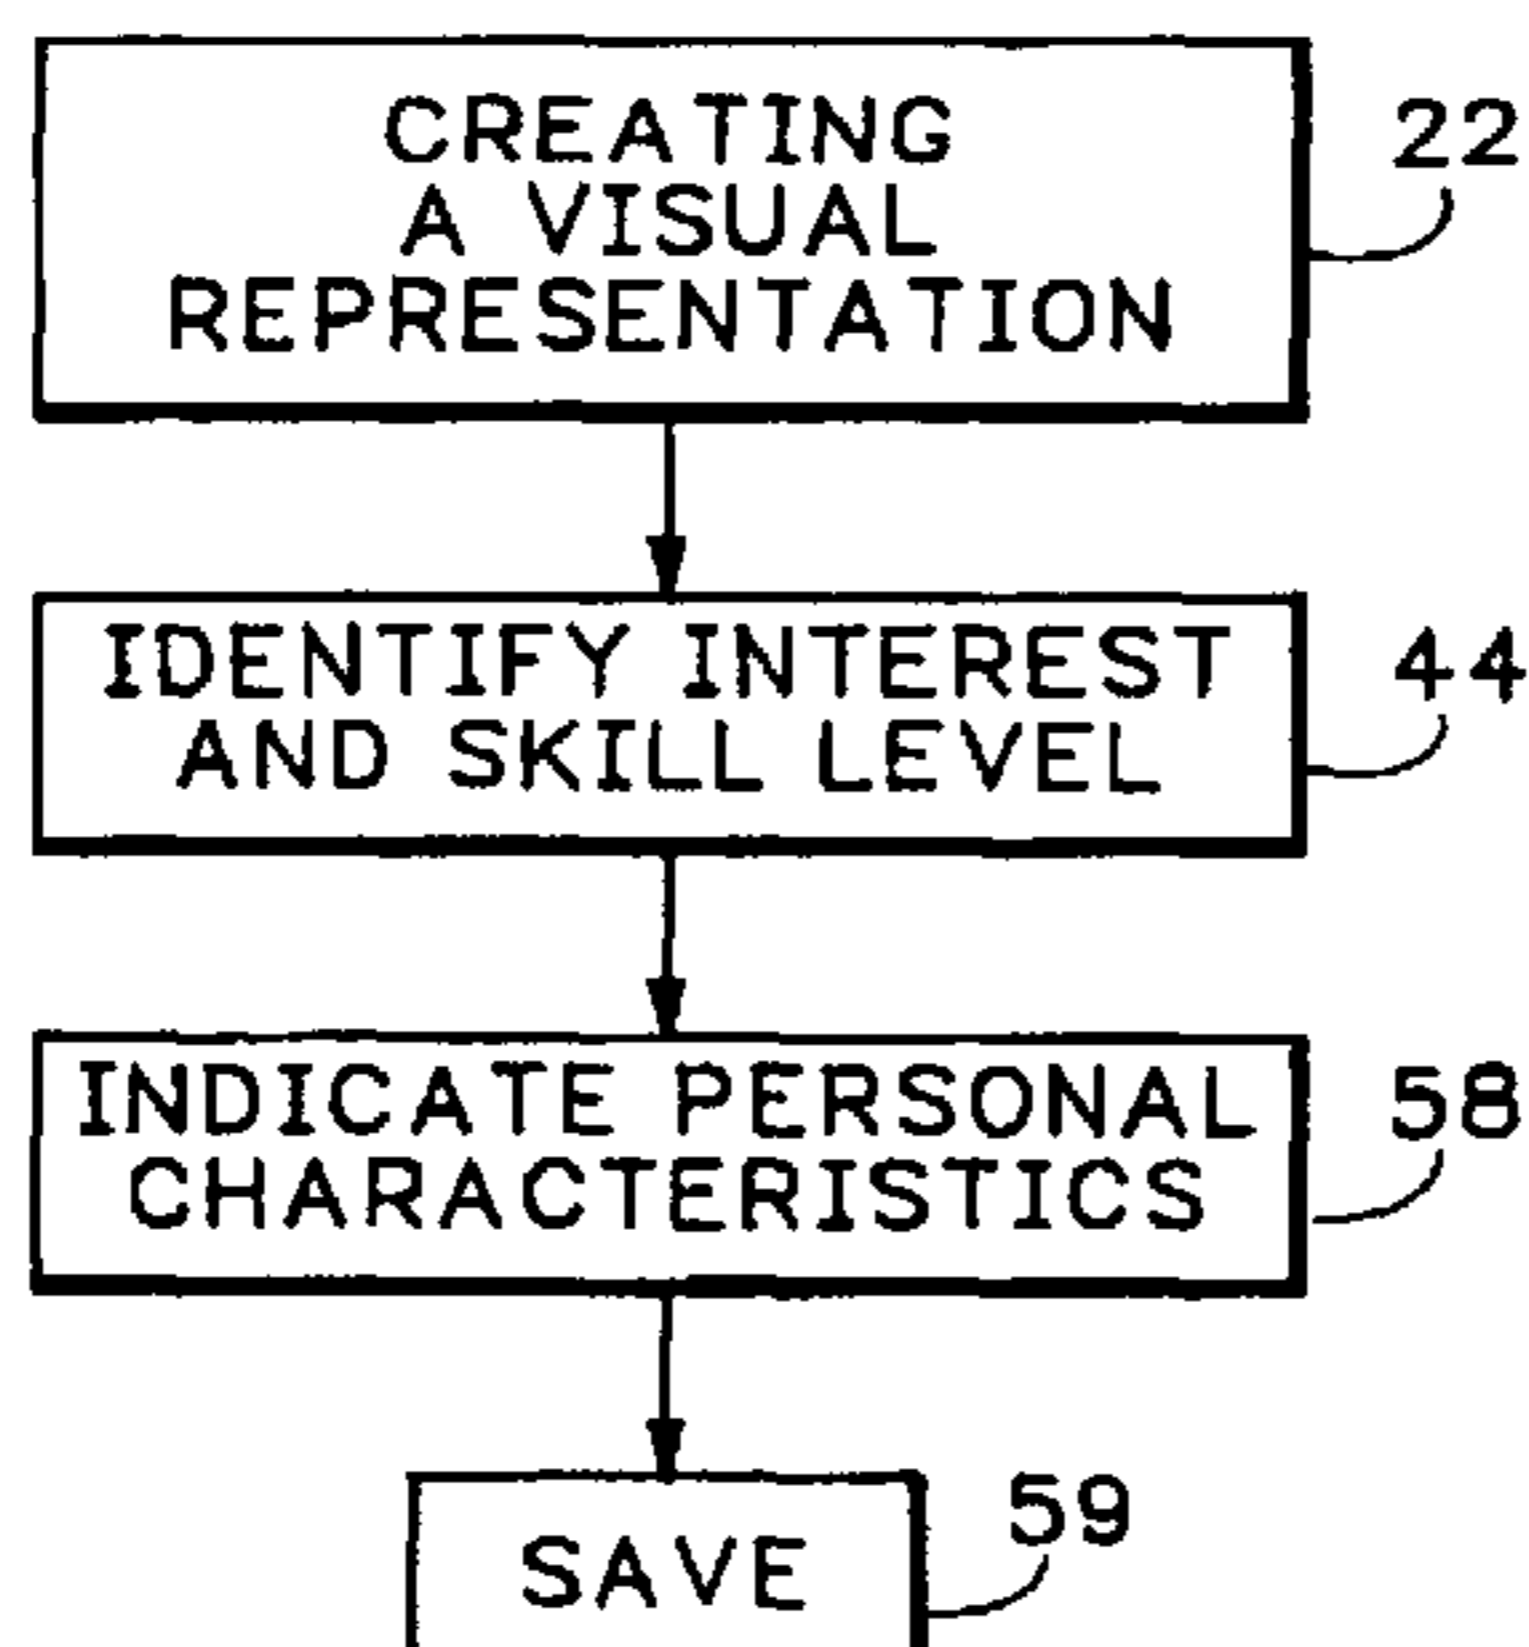 CREATING
A VISUAL
REPRESENTATION
22
IDENTIFY INTEREST
AND SKILL LEVEL
44
INDICATE PERSONAL
CHARACTERISTICS
58
SAVE
59